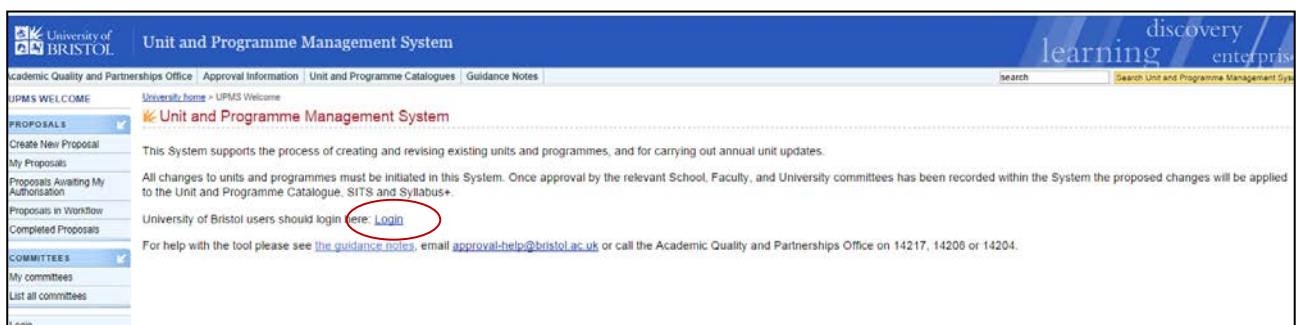 University of
BRISTOL
Unit and Programme Management System
discovery
learning
enterpris
Academic Quality and Partnerships Office | Approval Information | Unit and Programme Catalogues | Guidance Notes
search
Search Unit and Programme Management Sys
UPMS WELCOME
University home > UPMS Welcome
Unit and Programme Management System
PROPOSALS
Create New Proposal
My Proposals
Proposals Awaiting My
Authorisation
Proposals in Workflow
Completed Proposals
COMMITTEES
My committees
List all committees
Login
This System supports the process of creating and revising existing units and programmes, and for carrying out annual unit updates.
All changes to units and programmes must be initiated in this System. Once approval by the relevant School, Faculty, and University committees has been recorded within the System the proposed changes will be applied
to the Unit and Programme Catalogue, SITS and Syllabus+.
University of Bristol users should login here: Login
For help with the tool please see the guidance notes, email approval-help@bristol.ac.uk or call the Academic Quality and Partnerships Office on 14217, 14208 or 14204.